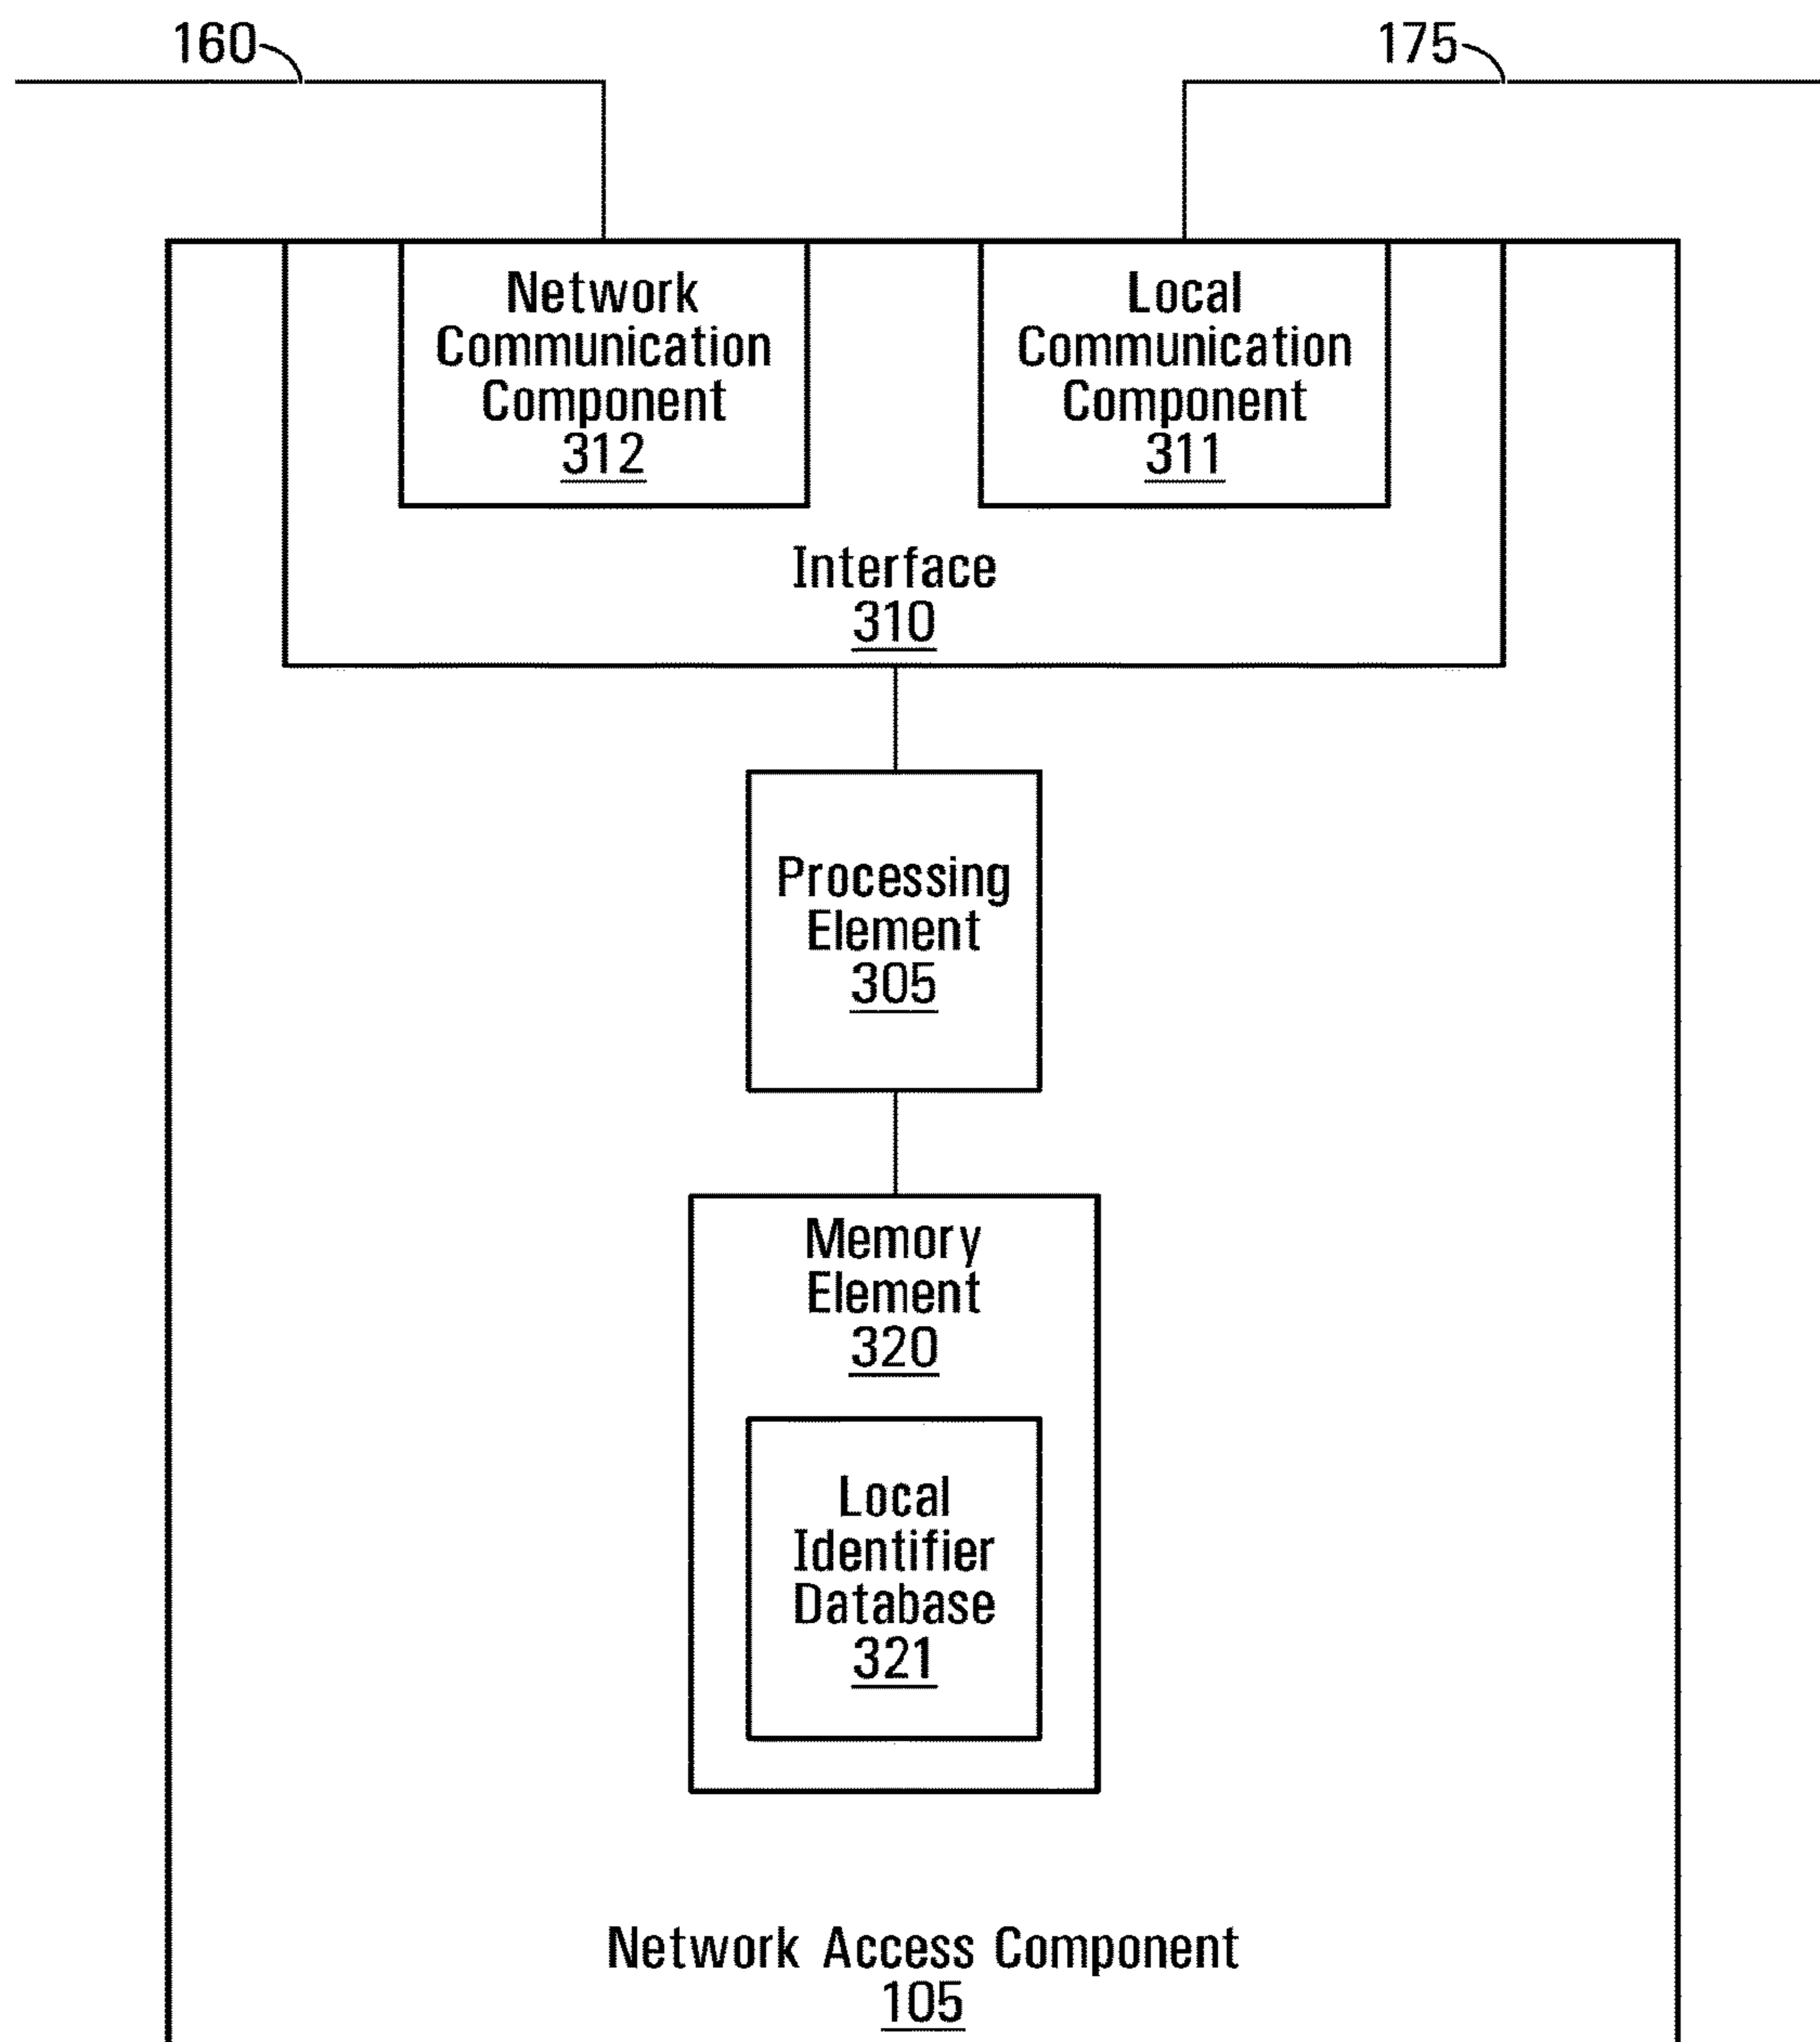 160
175
Network
Communication
Component
312
Local
Communication
Component
311
Interface
310
Processing
Element
305
Memory
Element
320
Local
Identifier
Database
321
Network Access Component
105